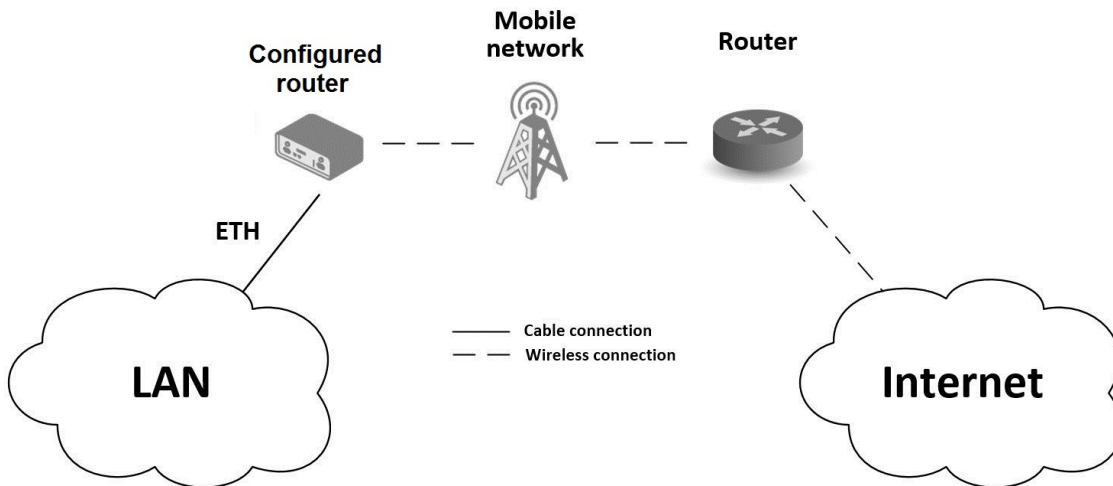 Mobile
network
Router
Configured
router
ETH
Cable connection
Wireless connection
LAN
Internet